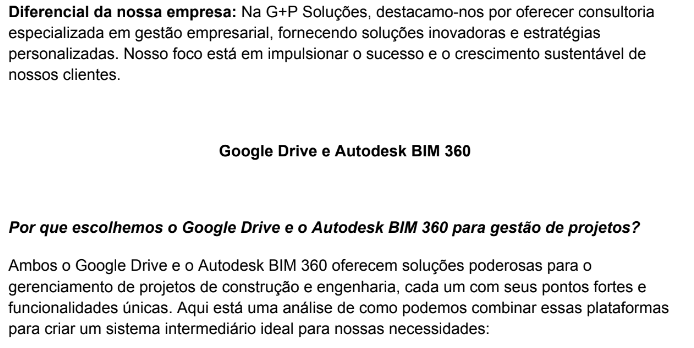 Diferencial da nossa empresa: Na G+P Soluções, destacamo-nos por oferecer consultoria
especializada em gestão empresarial, fornecendo soluções inovadoras e estratégias
personalizadas. Nosso foco está em impulsionar o sucesso e o crescimento sustentável de
nossos clientes.
Google Drive e Autodesk BIM 360
Por que escolhemos o Google Drive e o Autodesk BIM 360 para gestão de projetos?
Ambos o Google Drive e o Autodesk BIM 360 oferecem soluções poderosas para o
gerenciamento de projetos de construção e engenharia, cada um com seus pontos fortes e
funcionalidades únicas. Aqui está uma análise de como podemos combinar essas plataformas
para criar um sistema intermediário ideal para nossas necessidades: